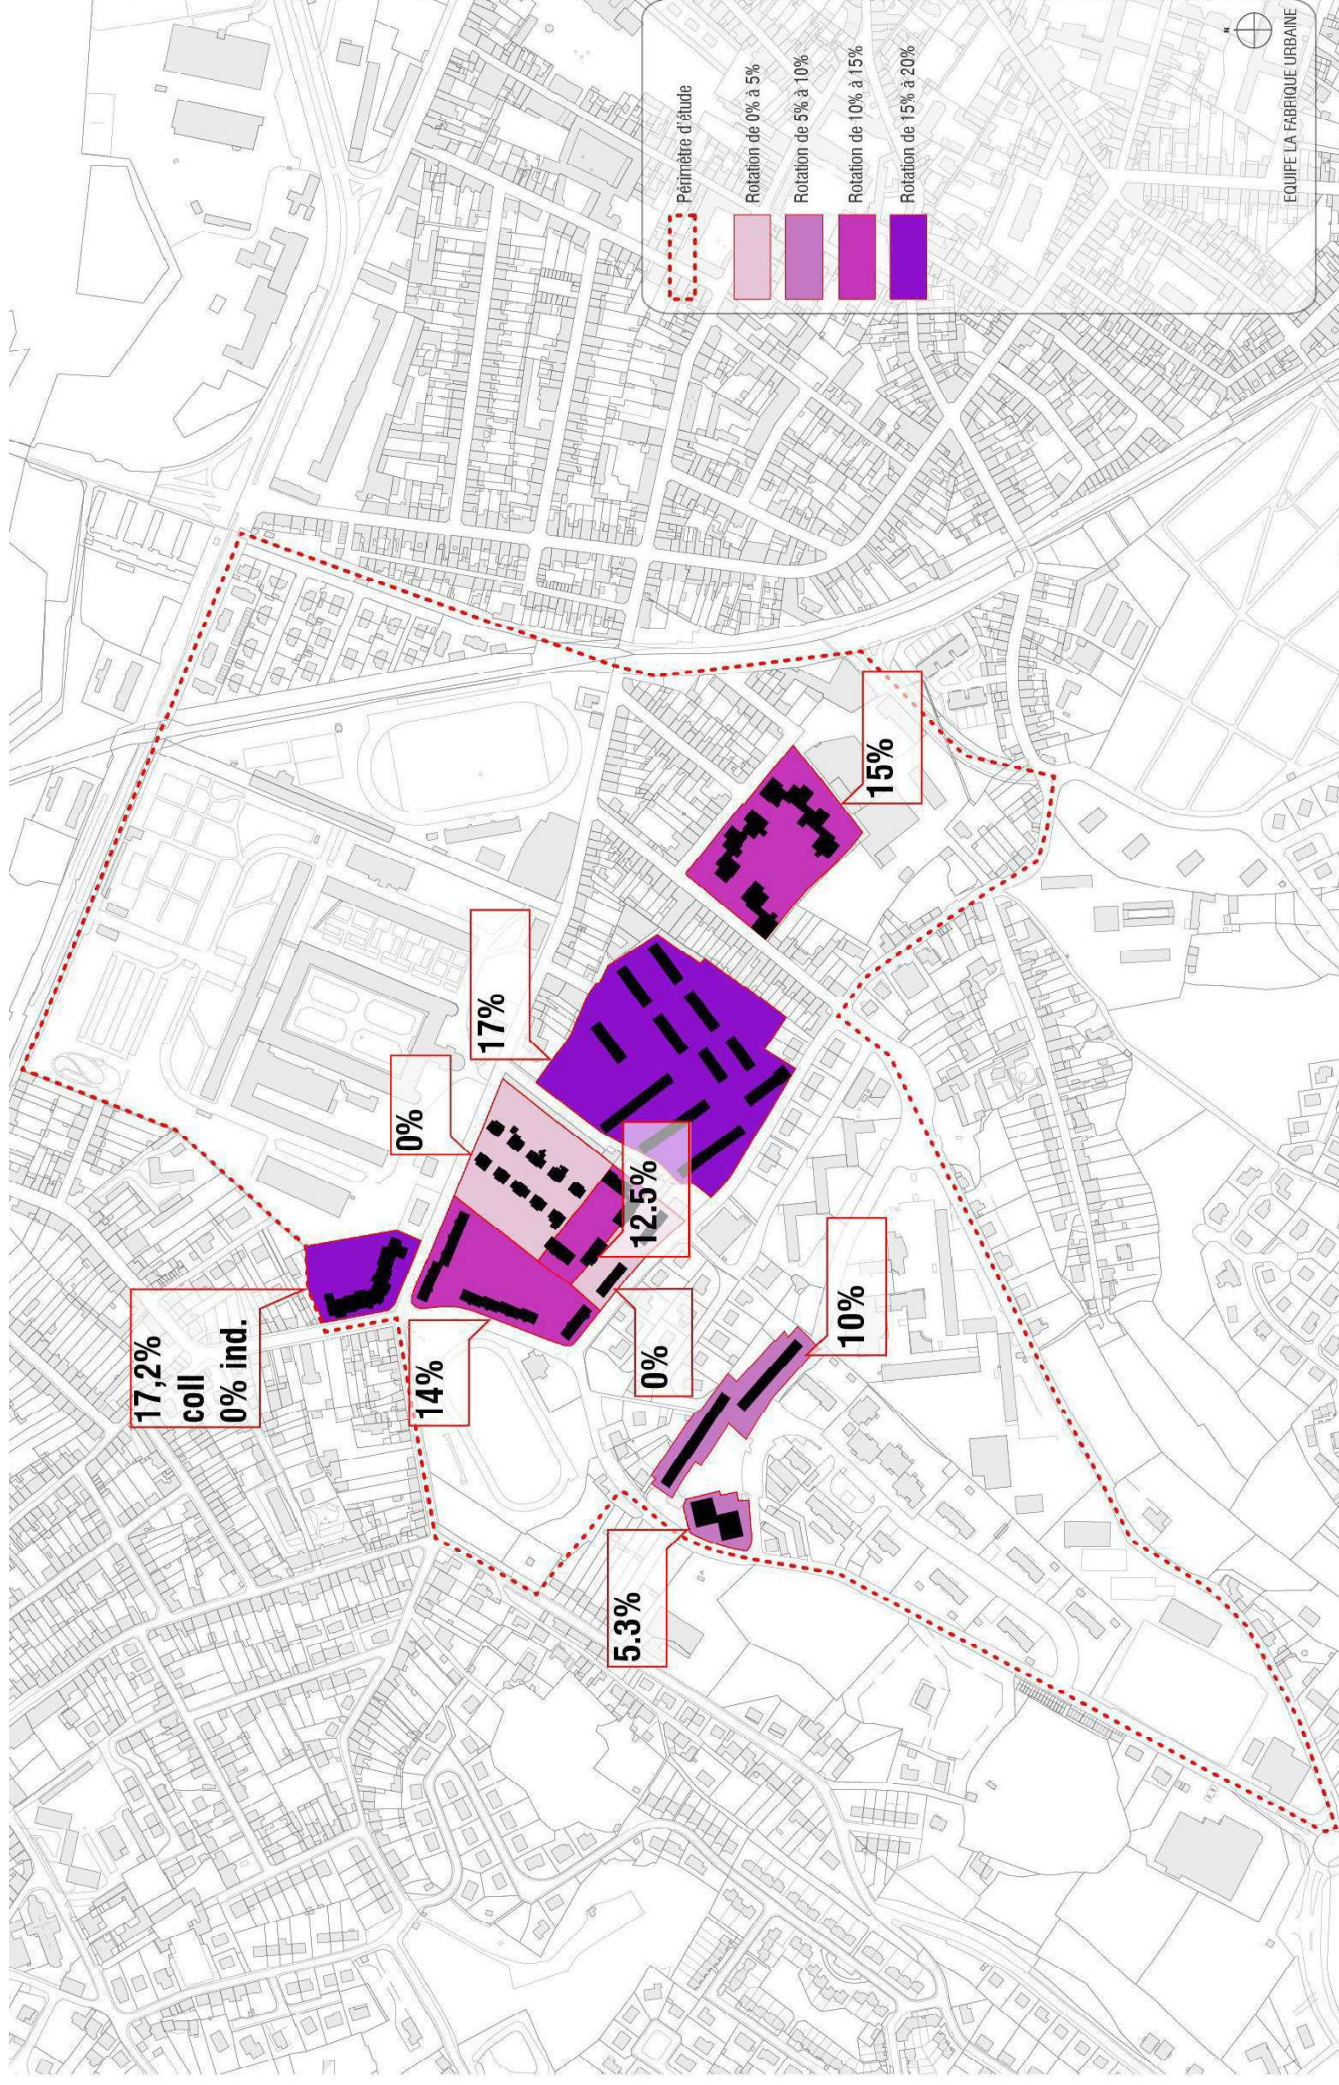 17,2%
coll
0% ind.
14%
0%
17%
5.3%
0%
12.5%
10%
15%
Périmètre d'étude
Rotation de 0% à 5%
Rotation de 5% à 10%
Rotation de 10% à 15%
Rotation de 15% à 20%
N
EQUIPE LA FABRIQUE URBAINE